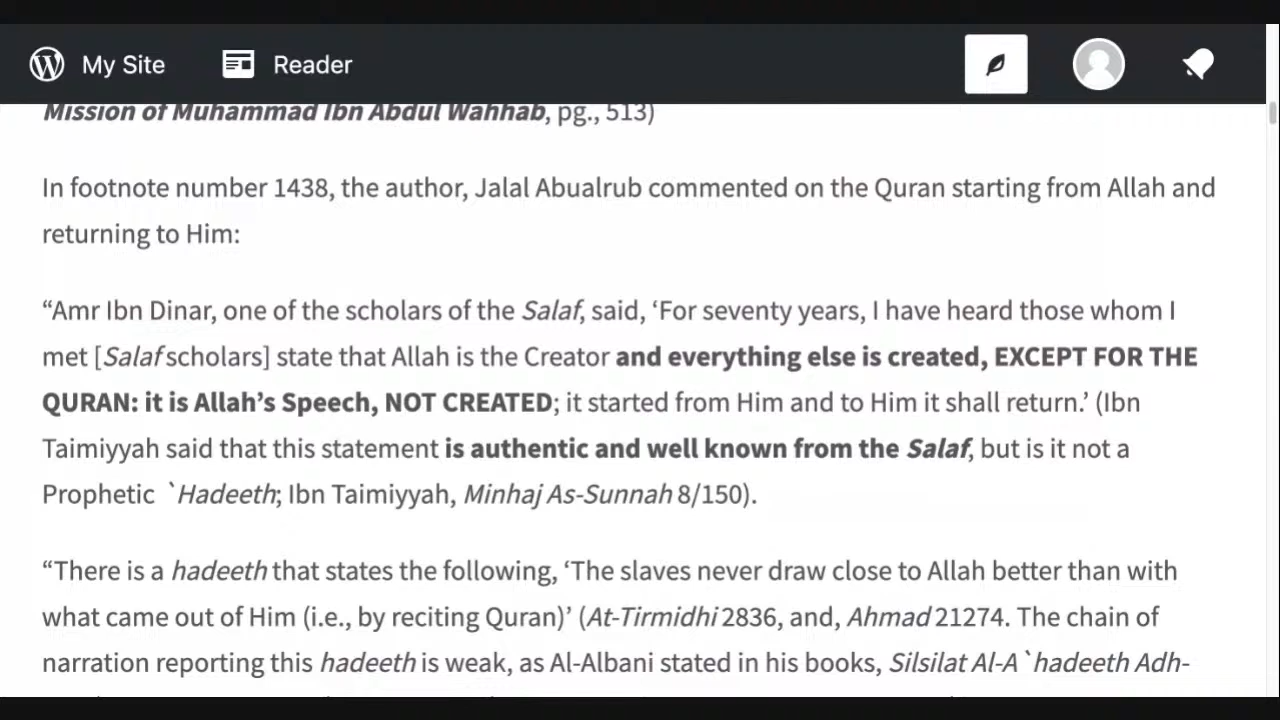 My Site
Reader
Mission of Muhammad Ibn Abdul Wahhab, pg., 513)
In footnote number 1438, the author, Jalal Abualrub commented on the Quran starting from Allah and
returning to Him:
“Amr Ibn Dinar, one of the scholars of the Salaf, said, ‘For seventy years, I have heard those whom I
met [Salaf scholars] state that Allah is the Creator and everything else is created, EXCEPT FOR THE
QURAN: it is Allah’s Speech, NOT CREATED; it started from Him and to Him it shall return.’ (Ibn
Taimiyyah said that this statement is authentic and well known from the Salaf, but is it not a
Prophetic `Hadeeth; Ibn Taimiyyah, Minhaj As-Sunnah 8/150).
“There is a hadeeth that states the following, ‘The slaves never draw close to Allah better than with
what came out of Him (i.e., by reciting Quran)’ (At-Tirmidhi 2836, and, Ahmad 21274. The chain of
narration reporting this hadeeth is weak, as Al-Albani stated in his books, Silsilat Al-A`hadeeth Adh-